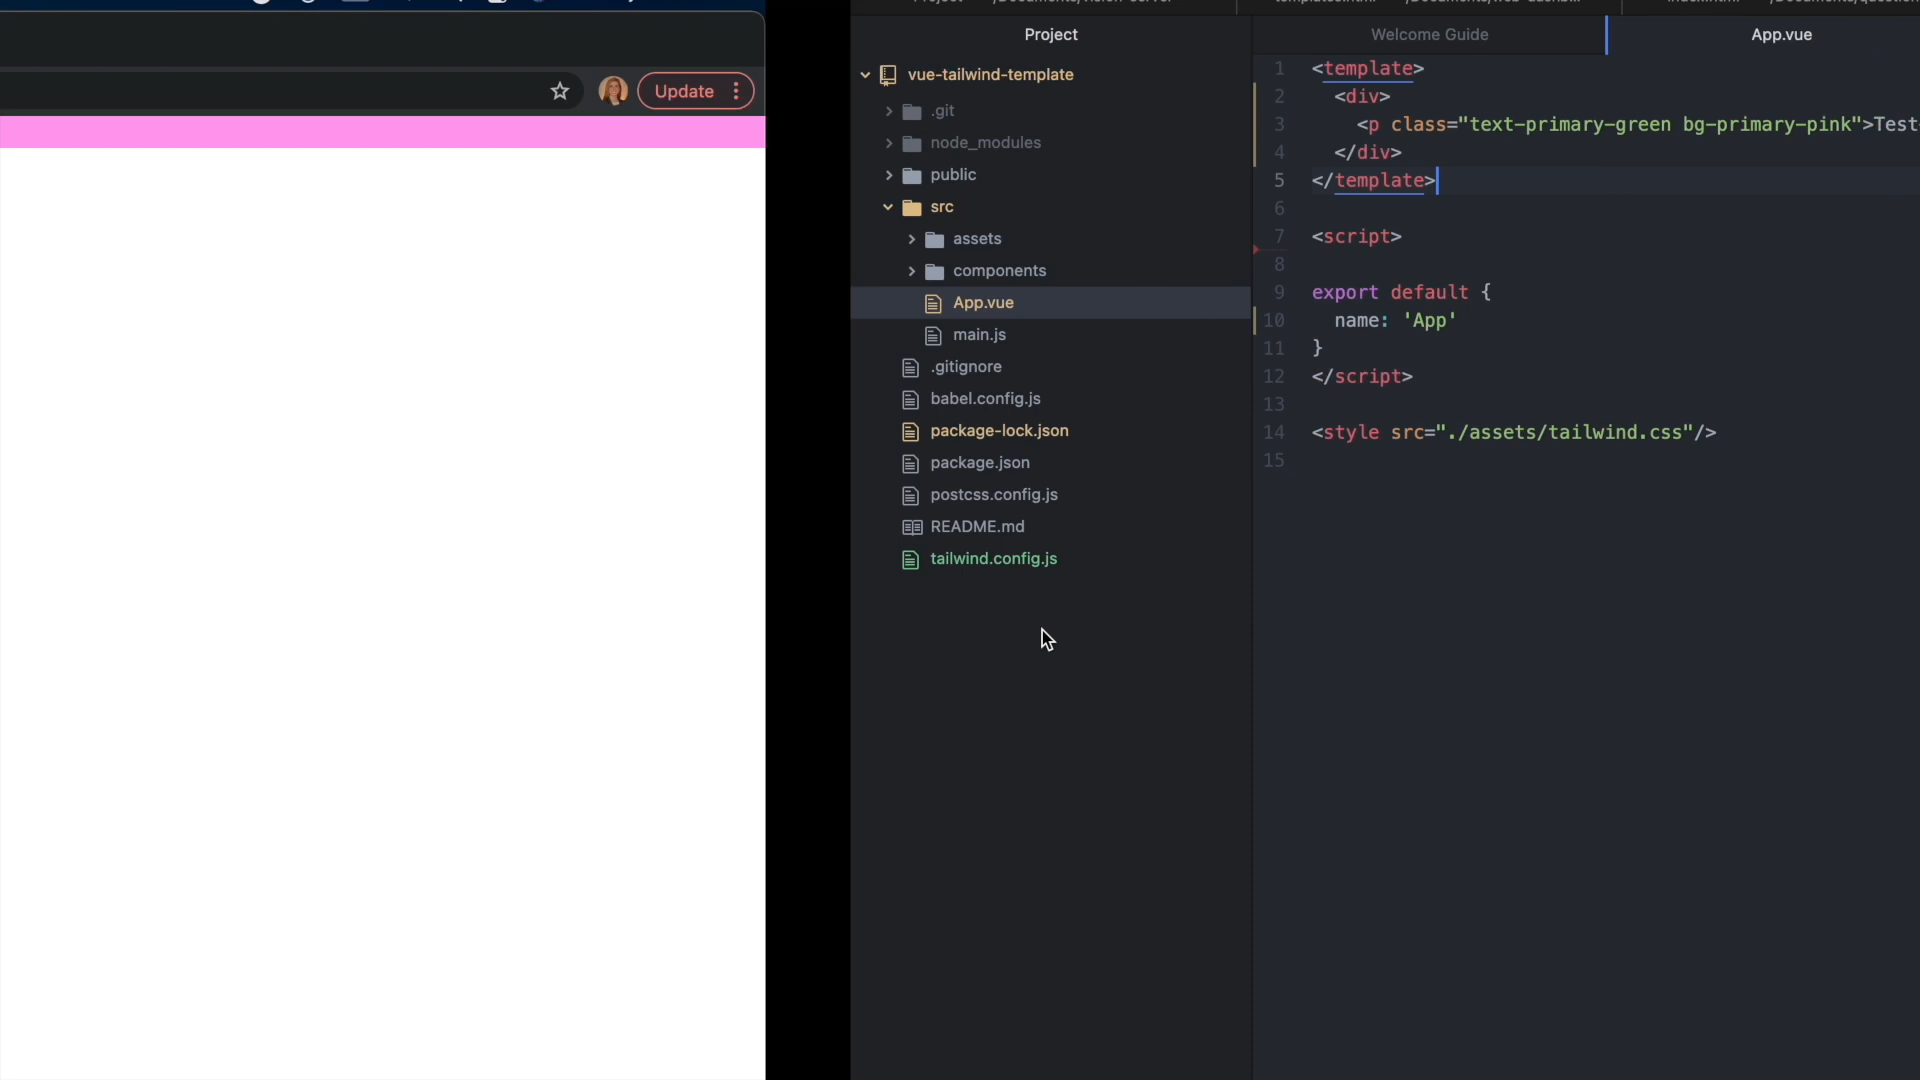 Update
Project
Welcome Guide
App.vue
vue-tailwind-template
.git
node_modules
public
src
assets
components
App.vue
main.js
.gitignore
babel.config.js
package-lock.json
package.json
postcss.config.js
README.md
tailwind.config.js
1 <template>
2 <div>
3 <p class="text-primary-green bg-primary-pink">Test
4 </div>
5 </template>
6
7 <script>
8
9 export default {
10 name: 'App'
11 }
12 </script>
13
14 <style src="./assets/tailwind.css"/>
15